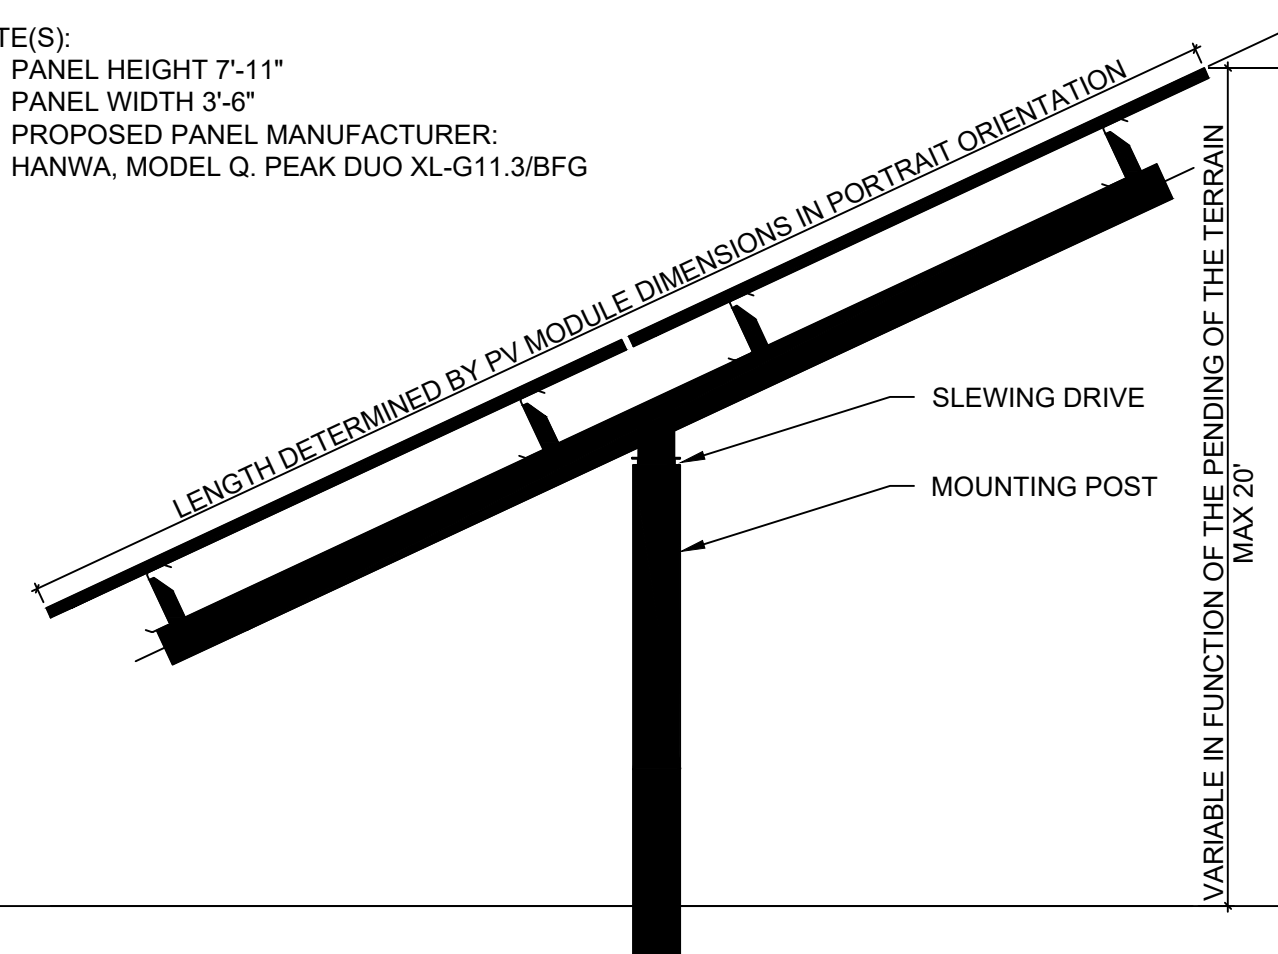 TE(S):
PANEL HEIGHT 7'-11"
PANEL WIDTH 3'-6"
PROPOSED PANEL MANUFACTURER:
HANWA, MODEL Q. PEAK DUO XL-G11.3/BFG
LENGTH DETERMINED BY PV MODULE DIMENSIONS IN PORTRAIT ORIENTATION
SLEWING DRIVE
MOUNTING POST
VARIABLE IN FUNCTION OF THE PENDING OF THE TERRAIN
MAX 20'